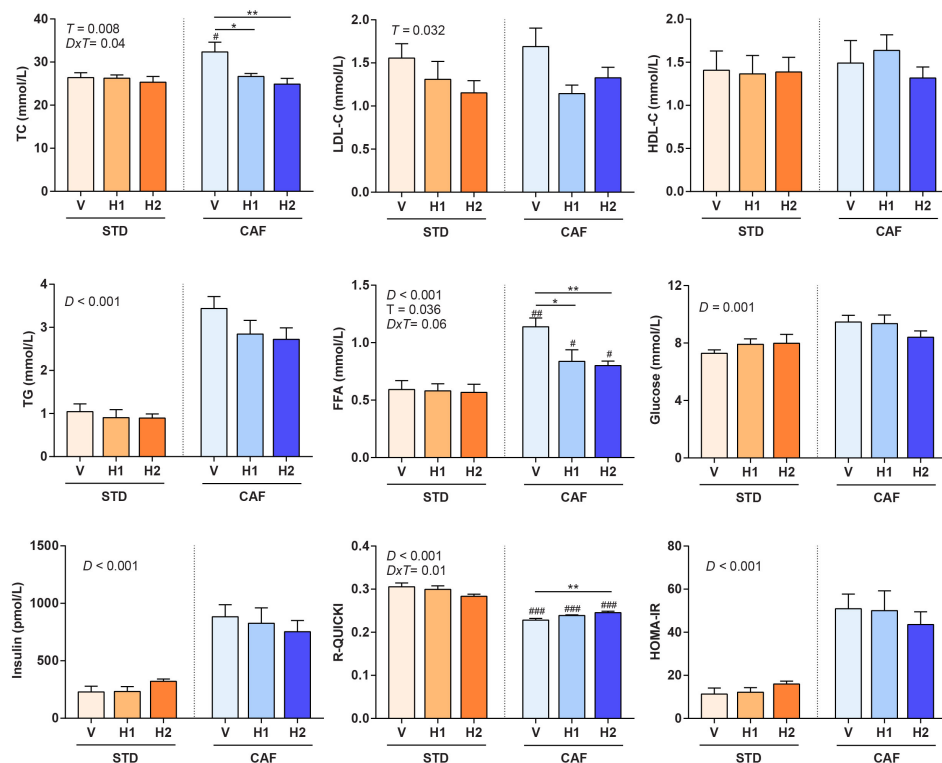 TC (mmol/L)
40
30
20
10
0
T = 0.008
DxT= 0.04
#
*
**
V H1 H2 V H1 H2
STD CAF
LDL-C (mmol/L)
2.0
1.5
1.0
0.5
0.0
T = 0.032
V H1 H2 V H1 H2
STD CAF
HDL-C (mmol/L)
2.0
1.5
1.0
0.5
0.0
V H1 H2 V H1 H2
STD CAF
TG (mmol/L)
4
3
2
1
0
D < 0.001
V H1 H2 V H1 H2
STD CAF
FFA (mmol/L)
1.5
1.0
0.5
0.0
D < 0.001
T = 0.036
DxT= 0.06
**
*
##
#
#
V H1 H2 V H1 H2
STD CAF
Glucose (mmol/L)
12
8
4
0
D = 0.001
V H1 H2 V H1 H2
STD CAF
Insulin (pmol/L)
1500
1000
500
0
D < 0.001
V H1 H2 V H1 H2
STD CAF
R-QUICKI
0.4
0.3
0.2
0.1
0.0
D < 0.001
DxT= 0.01
**
### ### ###
V H1 H2 V H1 H2
STD CAF
HOMA-IR
80
60
40
20
0
D < 0.001
V H1 H2 V H1 H2
STD CAF